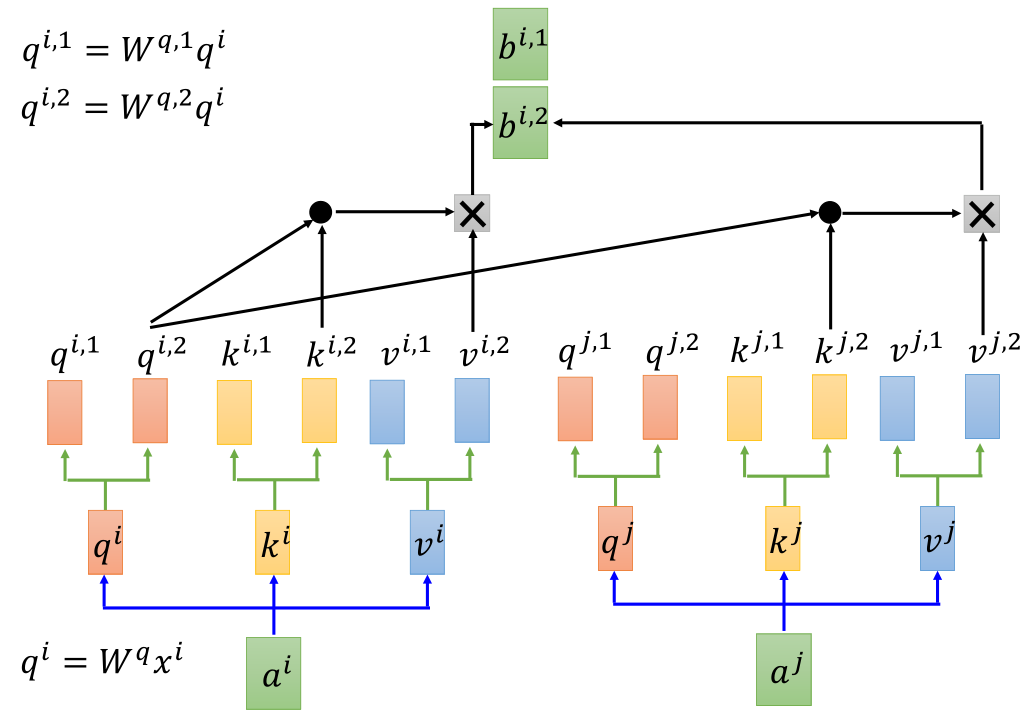 q^{i,1} = W^{q,1}q^i
q^{i,2} = W^{q,2}q^i
b^{i,1}
b^{i,2}
q^{i,1} q^{i,2} k^{i,1} k^{i,2} v^{i,1} v^{i,2} q^{j,1} q^{j,2} k^{j,1} k^{j,2} v^{j,1} v^{j,2}
q^i k^i v^i q^j k^j v^j
q^i = W^q x^i
a^i a^j